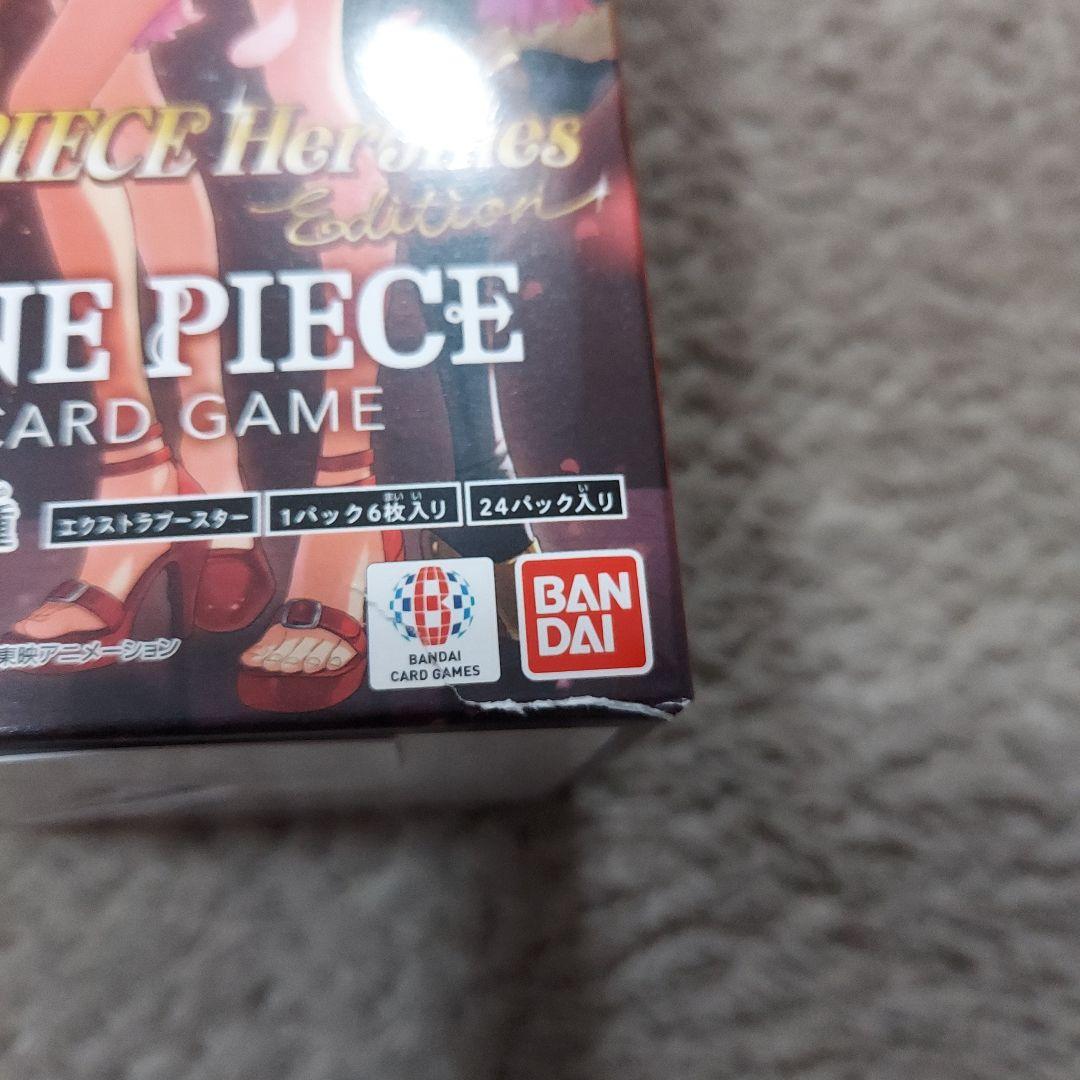 PIECE Heroines
Edition
NE PIECE
CARD GAME
エクストラブースター 1パック6枚入り 24パック入り
BANDAI
CARD GAMES
BAN
DAI
東映アニメーション